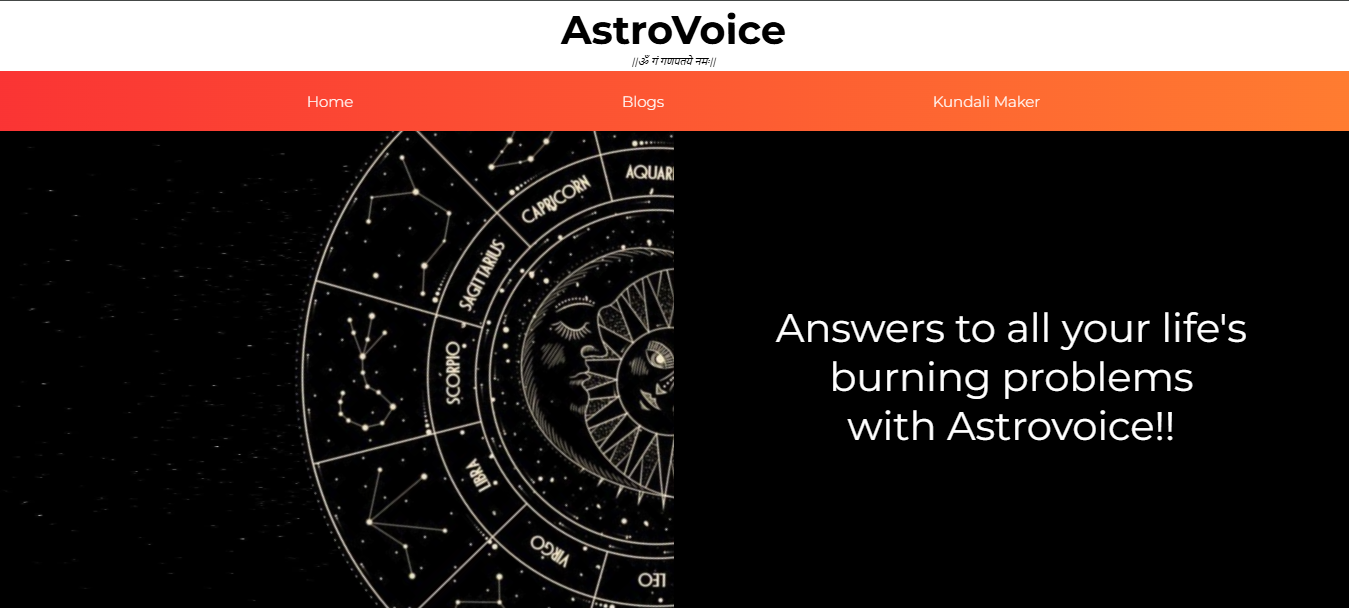 AstroVoice
||ॐ गं गणपतये नमः||
Home
Blogs
Kundali Maker
CAPRICORN
SAGITTARIUS
SCORPIO
LIBRA
VIRGO
LEO
Answers to all your life's
burning problems
with Astrovoice!!